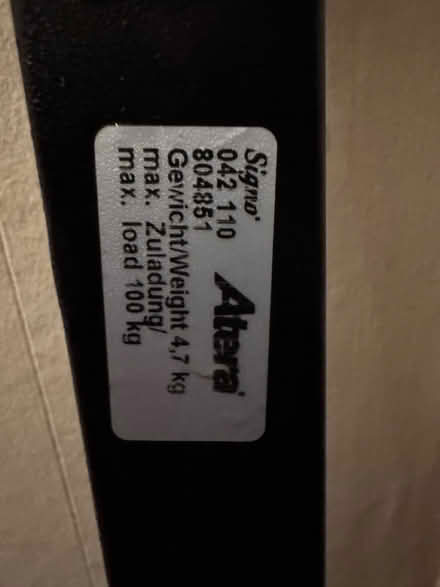 Signo
042 110
804851
Atera
Gewicht/Weight 4,7 kg
max. Zuladung/
max. load 100 kg